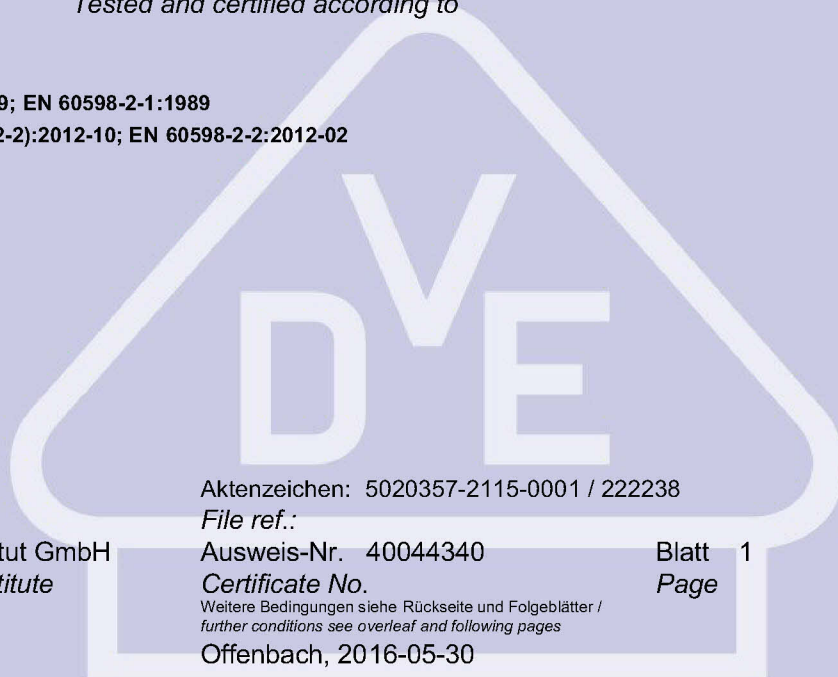 Tested and certified according to
9; EN 60598-2-1:1989
2-2):2012-10; EN 60598-2-2:2012-02
VDE
Aktenzeichen: 5020357-2115-0001 / 222238
File ref.:
tut GmbH Ausweis-Nr. 40044340 Blatt 1
titute Certificate No. Page
Weitere Bedingungen siehe Rückseite und Folgeblätter /
further conditions see overleaf and following pages
Offenbach, 2016-05-30